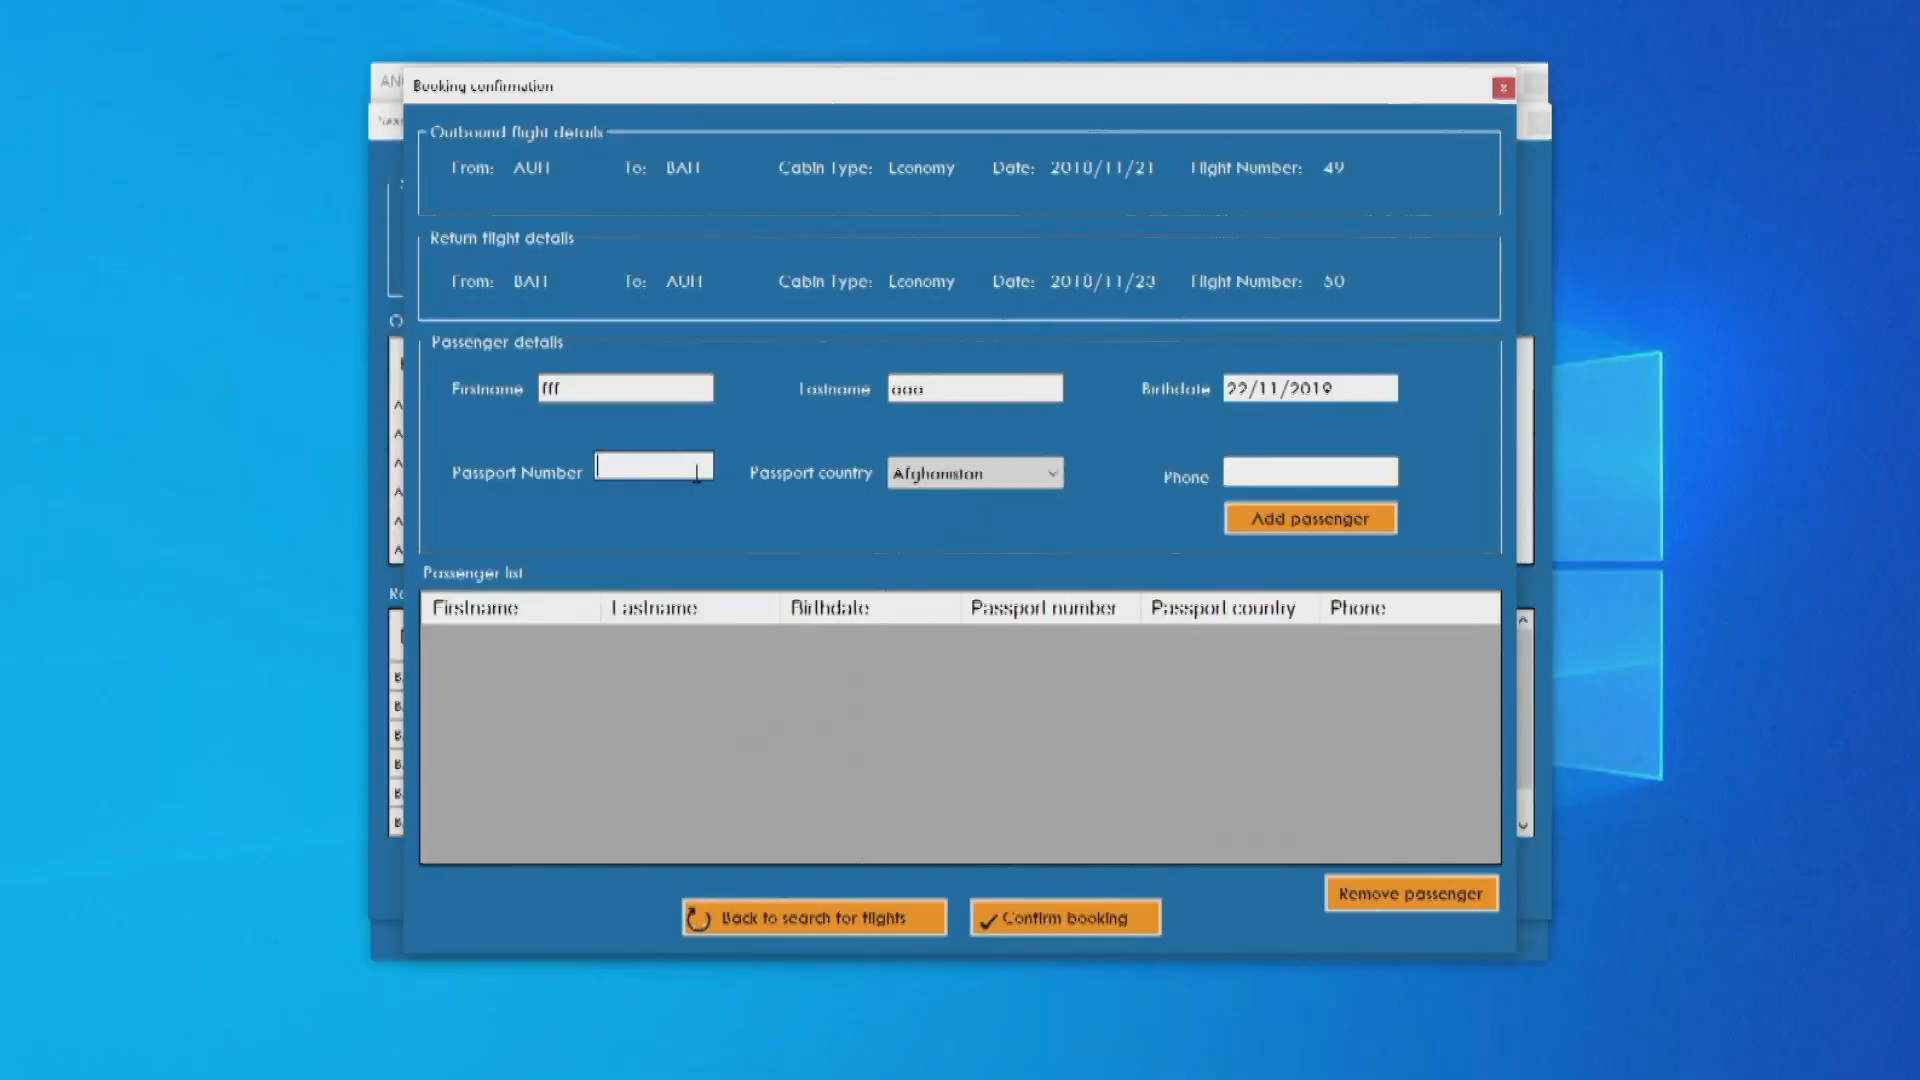 AN
Booking confirmation
Outbound flight details
From: AUH To: BAH Cabin Type: Economy Date: 2018/11/21 Flight Number: 49
Return flight details
From: BAH To: AUH Cabin Type: Economy Date: 2018/11/23 Flight Number: 50
Passenger details
Firstname fff Lastname aaa Birthdate 22/11/2019
Passport Number Passport country Afghanistan Phone
Add passenger
Passenger list
Firstname Lastname Birthdate Passport number Passport country Phone
Remove passenger
Back to search for flights Confirm booking